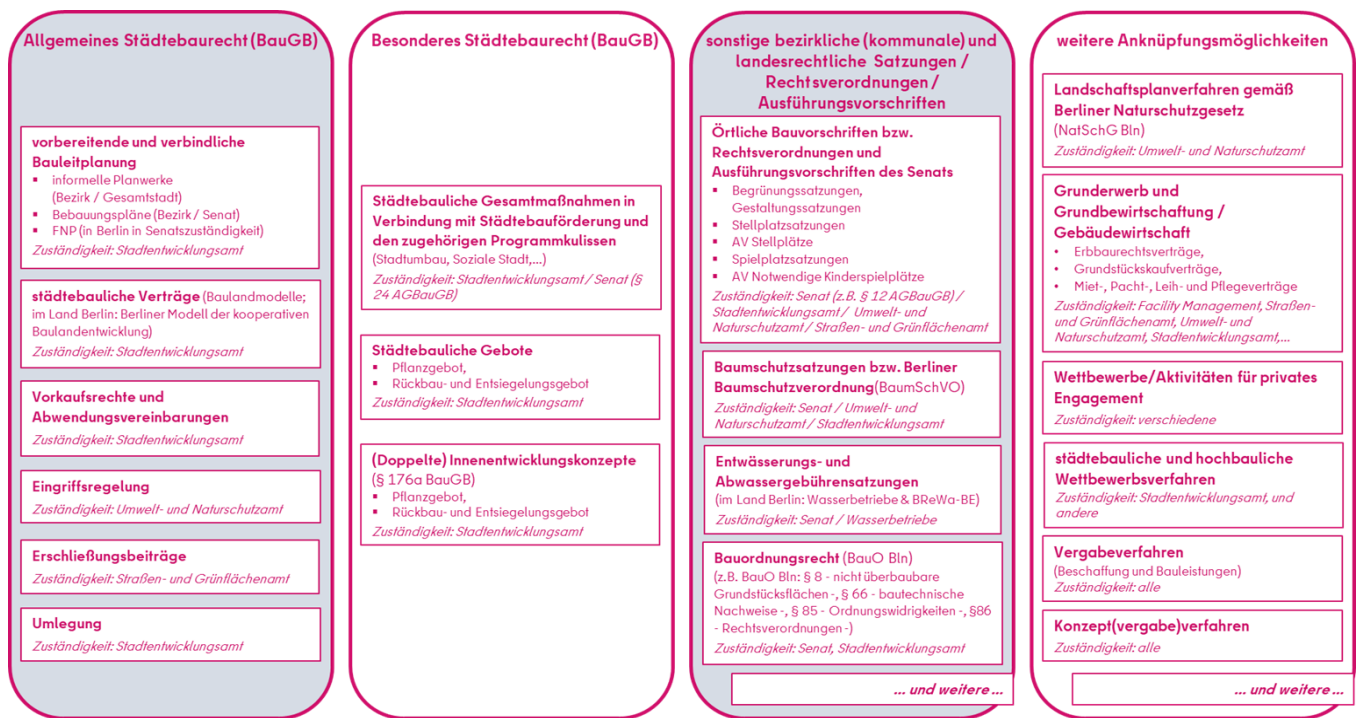 Allgemeines Städtebaurecht (BauGB)
vorbereitende und verbindliche
Bauleitplanung
▪ informelle Planwerke
(Bezirk / Gesamtstadt)
▪ Bebauungspläne (Bezirk / Senat)
▪ FNP (in Berlin in Senatszuständigkeit)
Zuständigkeit: Stadtentwicklungsamt
städtebauliche Verträge (Baulandmodelle;
im Land Berlin: Berliner Modell der kooperativen
Baulandentwicklung)
Zuständigkeit: Stadtentwicklungsamt
Vorkaufsrechte und
Abwendungsvereinbarungen
Zuständigkeit: Stadtentwicklungsamt
Eingriffsregelung
Zuständigkeit: Umwelt- und Naturschutzamt
Erschließungsbeiträge
Zuständigkeit: Straßen- und Grünflächenamt
Umlegung
Zuständigkeit: Stadtentwicklungsamt
Besonderes Städtebaurecht (BauGB)
Städtebauliche Gesamtmaßnahmen in
Verbindung mit Städtebauförderung und
den zugehörigen Programmkulissen
(Stadtumbau, Soziale Stadt,...)
Zuständigkeit: Stadtentwicklungsamt / Senat (§
24 AGBauGB)
Städtebauliche Gebote
▪ Pflanzgebot,
▪ Rückbau- und Entsiegelungsgebot
Zuständigkeit: Stadtentwicklungsamt
(Doppelte) Innenentwicklungskonzepte
(§ 176a BauGB)
▪ Pflanzgebot,
▪ Rückbau- und Entsiegelungsgebot
Zuständigkeit: Stadtentwicklungsamt
sonstige bezirkliche (kommunale) und
landesrechtliche Satzungen /
Rechtsverordnungen /
Ausführungsvorschriften
Örtliche Bauvorschriften bzw.
Rechtsverordnungen und
Ausführungsvorschriften des Senats
▪ Begrünungssatzungen,
Gestaltungssatzungen
▪ Stellplatzsatzungen
▪ AV Stellplätze
▪ Spielplatzsatzungen
▪ AV Notwendige Kinderspielplätze
Zuständigkeit: Senat (z.B. § 12 AGBauGB) /
Stadtentwicklungsamt / Umwelt- und
Naturschutzamt / Straßen- und Grünflächenamt
Baumschutzsatzungen bzw. Berliner
Baumschutzverordnung(BaumSchVO)
Zuständigkeit: Senat / Umwelt- und
Naturschutzamt / Stadtentwicklungsamt
Entwässerungs- und
Abwassergebührensatzungen
(im Land Berlin: Wasserbetriebe & BReWa-BE)
Zuständigkeit: Senat / Wasserbetriebe
Bauordnungsrecht (BauO Bln)
(z.B. BauO Bln: § 8 - nicht überbaubare
Grundstücksflächen -, § 66 - bautechnische
Nachweise -, § 85 - Ordnungswidrigkeiten -, §86
- Rechtsverordnungen -)
Zuständigkeit: Senat, Stadtentwicklungsamt
... und weitere ...
weitere Anknüpfungsmöglichkeiten
Landschaftsplanverfahren gemäß
Berliner Naturschutzgesetz
(NatSchG Bln)
Zuständigkeit: Umwelt- und Naturschutzamt
Grunderwerb und
Grundbewirtschaftung /
Gebäudewirtschaft
• Erbbaurechtsverträge,
• Grundstückskaufverträge,
• Miet-, Pacht-, Leih- und Pflegeverträge
Zuständigkeit: Facility Management, Straßen-
und Grünflächenamt, Umwelt- und
Naturschutzamt, Stadtentwicklungsamt,...
Wettbewerbe/Aktivitäten für privates
Engagement
Zuständigkeit: verschiedene
städtebauliche und hochbauliche
Wettbewerbsverfahren
Zuständigkeit: Stadtentwicklungsamt, und
andere
Vergabeverfahren
(Beschaffung und Bauleistungen)
Zuständigkeit: alle
Konzept(vergabe)verfahren
Zuständigkeit: alle
... und weitere ...